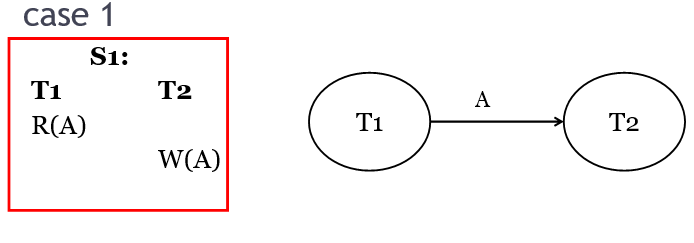 case 1
S1:
T1 T2
R(A)
W(A)
A
T1 T2